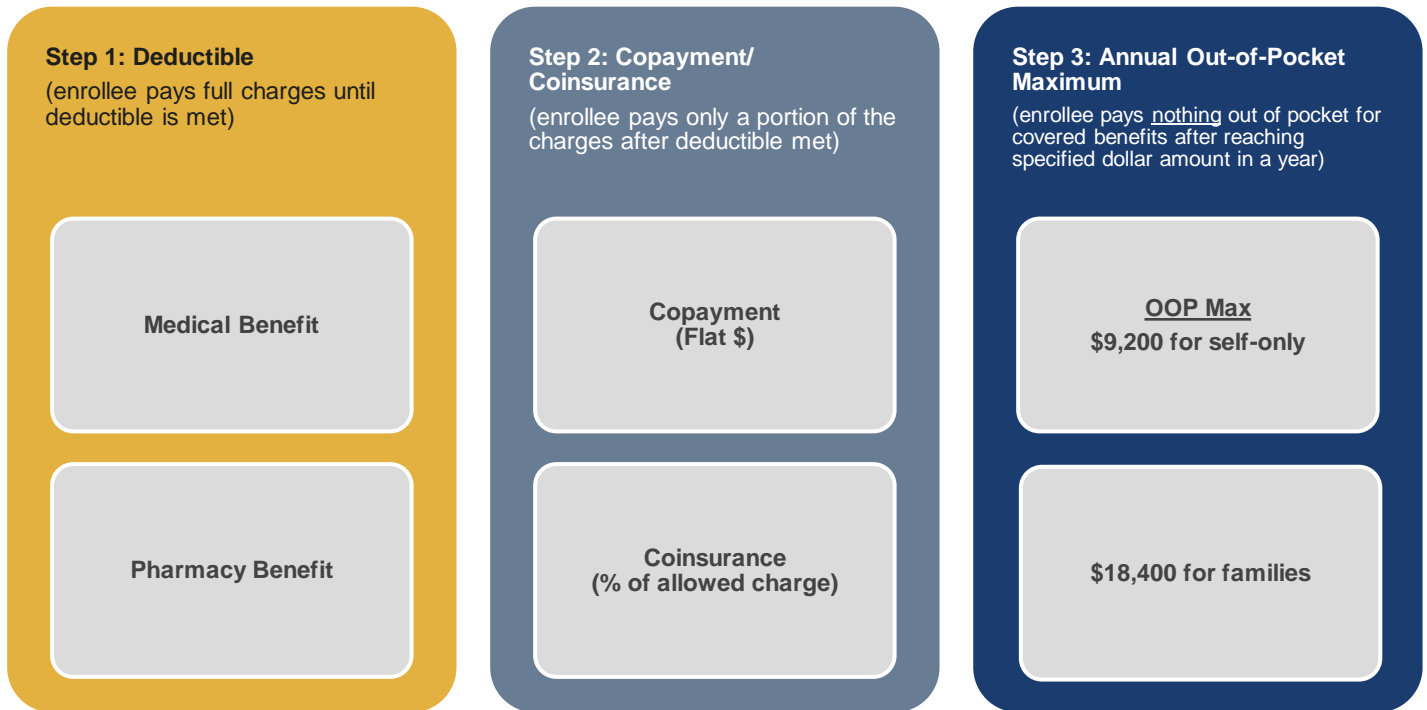 Step 1: Deductible
(enrollee pays full charges until
deductible is met)
Medical Benefit
Pharmacy Benefit
Step 2: Copayment/
Coinsurance
(enrollee pays only a portion of the
charges after deductible met)
Copayment
(Flat $)
Coinsurance
(% of allowed charge)
Step 3: Annual Out-of-Pocket
Maximum
(enrollee pays nothing out of pocket for
covered benefits after reaching
specified dollar amount in a year)
OOP Max
$9,200 for self-only
$18,400 for families